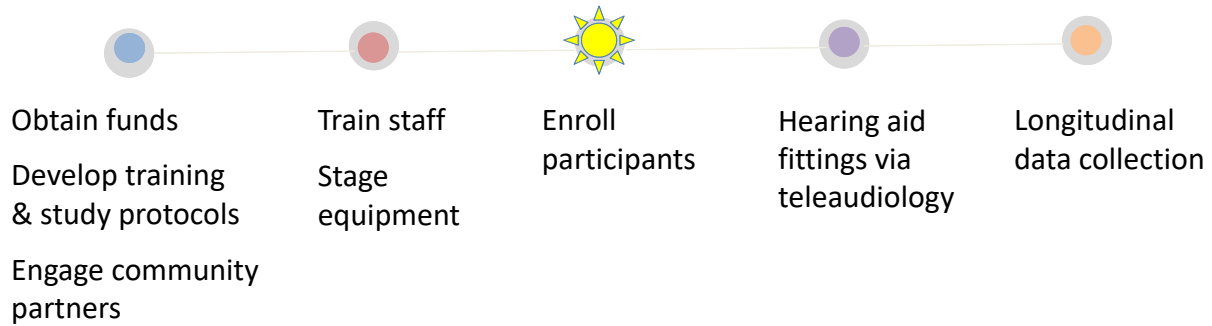 Obtain funds
Develop training
& study protocols
Engage community
partners
Train staff
Stage
equipment
Enroll
participants
Hearing aid
fittings via
teleaudiology
Longitudinal
data collection